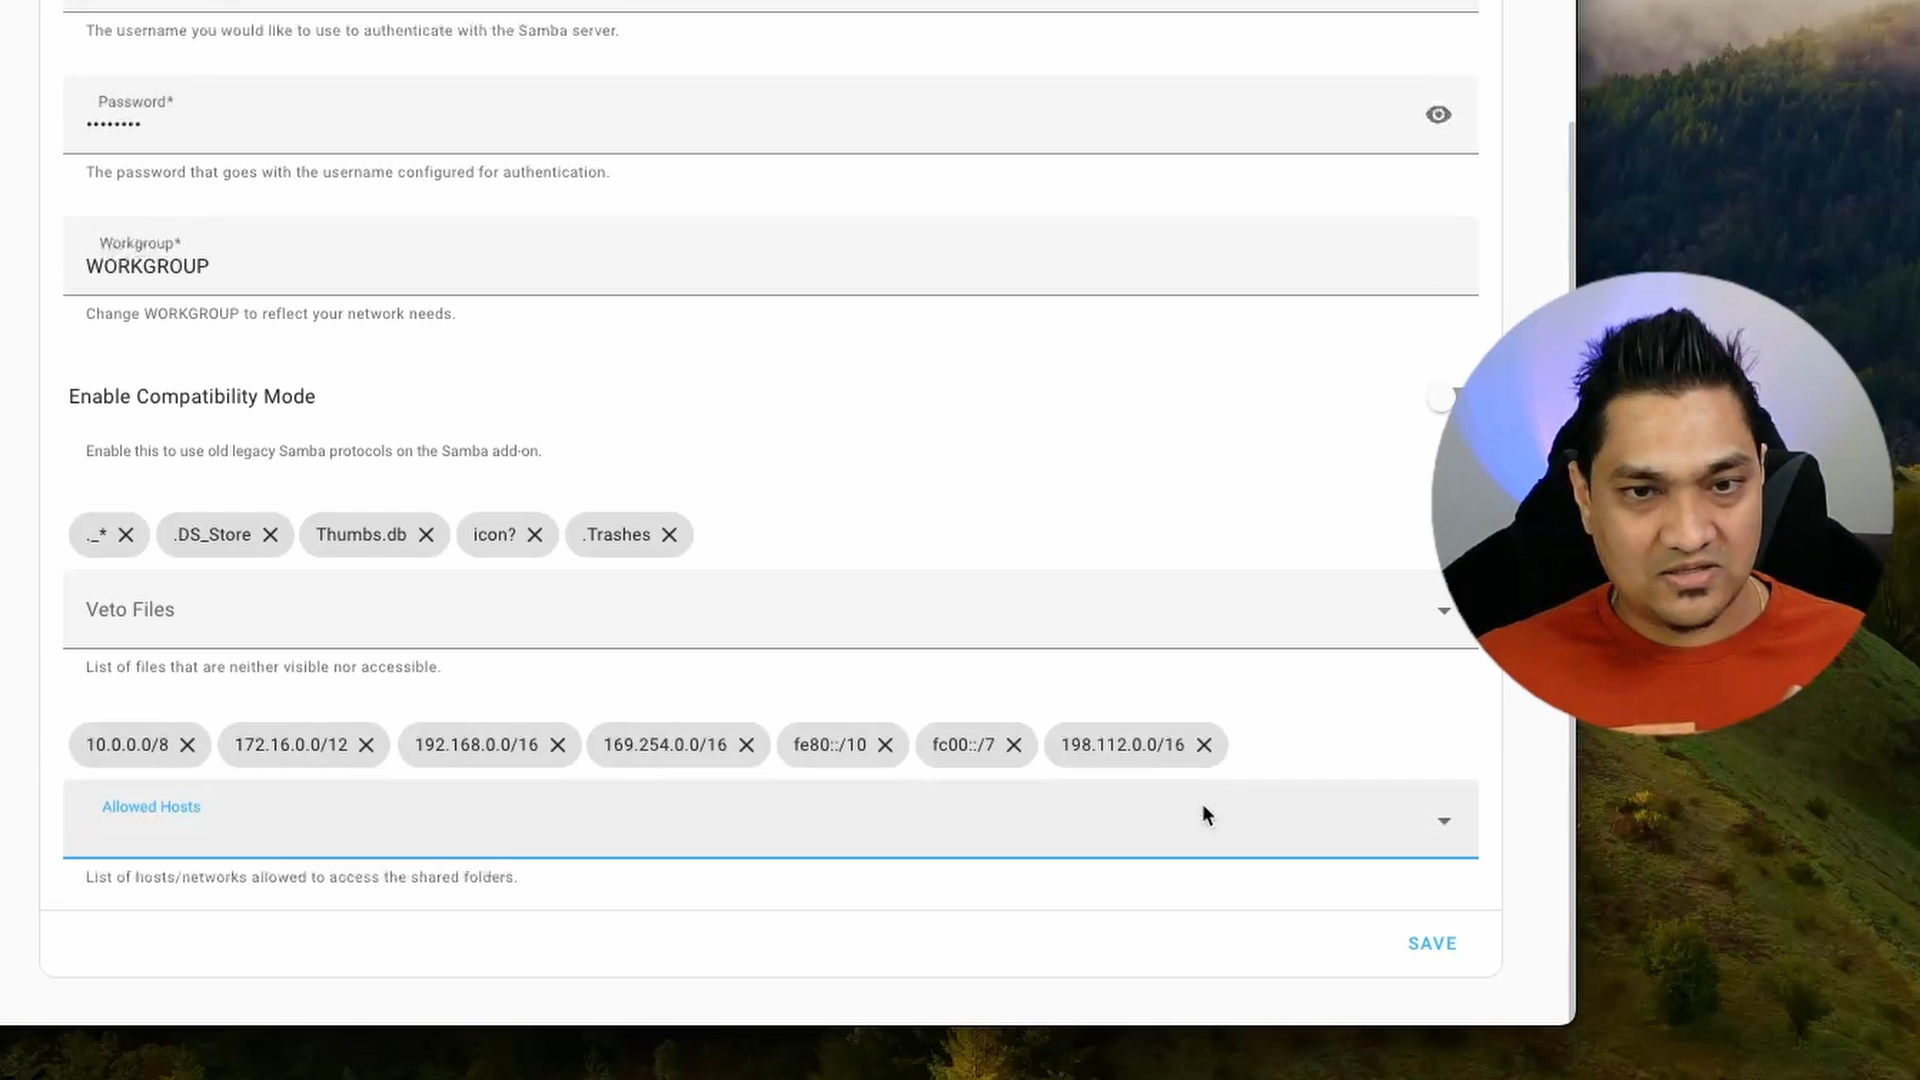 The username you would like to use to authenticate with the Samba server.
Password*
••••••••
The password that goes with the username configured for authentication.
Workgroup*
WORKGROUP
Change WORKGROUP to reflect your network needs.
Enable Compatibility Mode
Enable this to use old legacy Samba protocols on the Samba add-on.
._* .DS_Store Thumbs.db icon? .Trashes
Veto Files
List of files that are neither visible nor accessible.
10.0.0.0/8 172.16.0.0/12 192.168.0.0/16 169.254.0.0/16 fe80::/10 fc00::/7 198.112.0.0/16
Allowed Hosts
List of hosts/networks allowed to access the shared folders.
SAVE